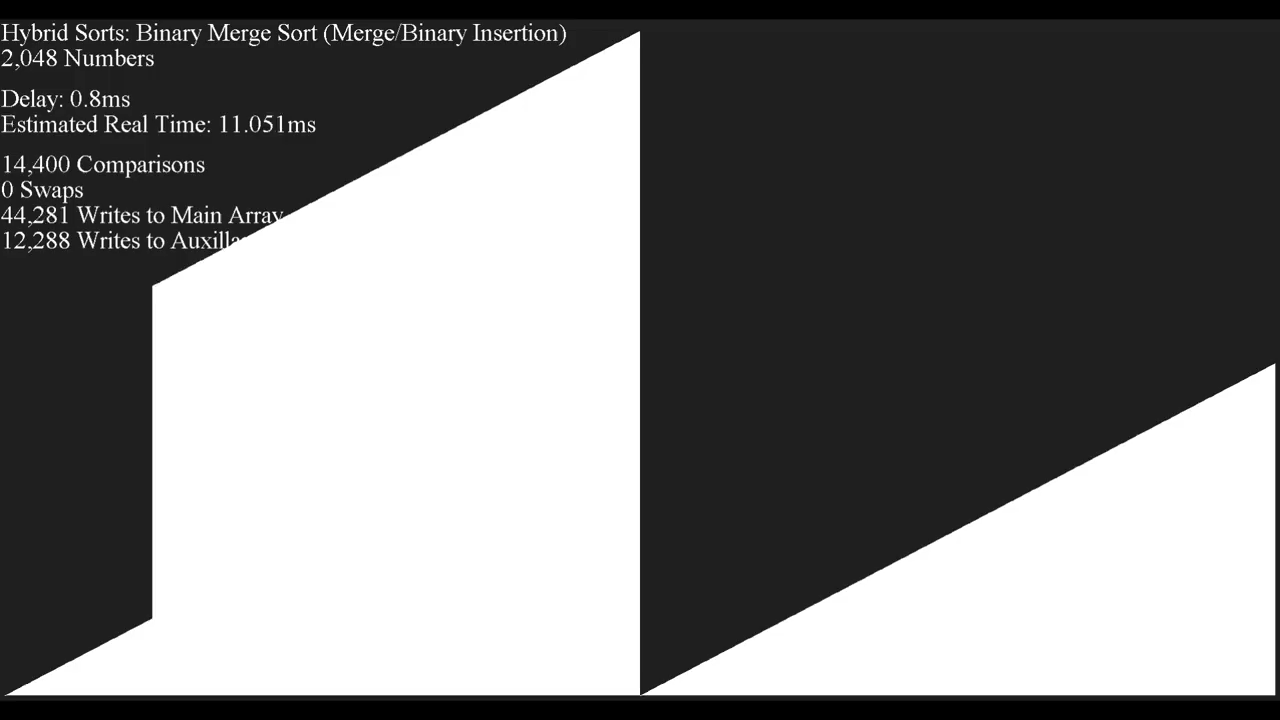 Hybrid Sorts: Binary Merge Sort (Merge/Binary Insertion)
2,048 Numbers
Delay: 0.8ms
Estimated Real Time: 11.051ms
14,400 Comparisons
0 Swaps
44,281 Writes to Main Array
12,288 Writes to